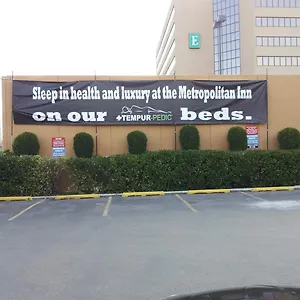 E
Sleep in health and luxury at the Metropolitan Inn
on our TEMPUR-PEDIC beds.